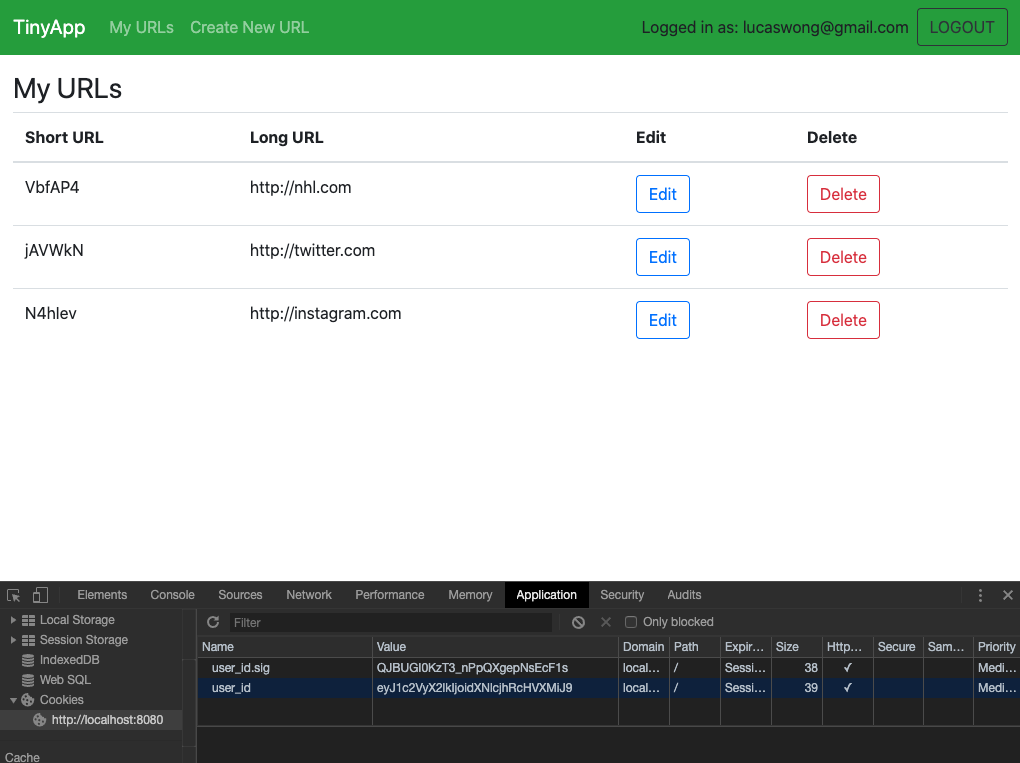 TinyApp My URLs Create New URL Logged in as: lucaswong@gmail.com LOGOUT
My URLs
Short URL Long URL Edit Delete
VbfAP4 http://nhl.com Edit Delete
jAVWkN http://twitter.com Edit Delete
N4hlev http://instagram.com Edit Delete
Elements Console Sources Network Performance Memory Application Security Audits
Local Storage
Session Storage
IndexedDB
Web SQL
Cookies
http://localhost:8080
Cache
Filter Only blocked
Name Value Domain Path Expir... Size Http... Secure Sam... Priority
user_id.sig QJBUGI0KzT3_nPpQXgepNsEcF1s local... / Sessi... 38 ✓ Medi...
user_id eyJ1c2VyX2lkIjoidXNlcjhRcHVXMiJ9 local... / Sessi... 39 ✓ Medi...